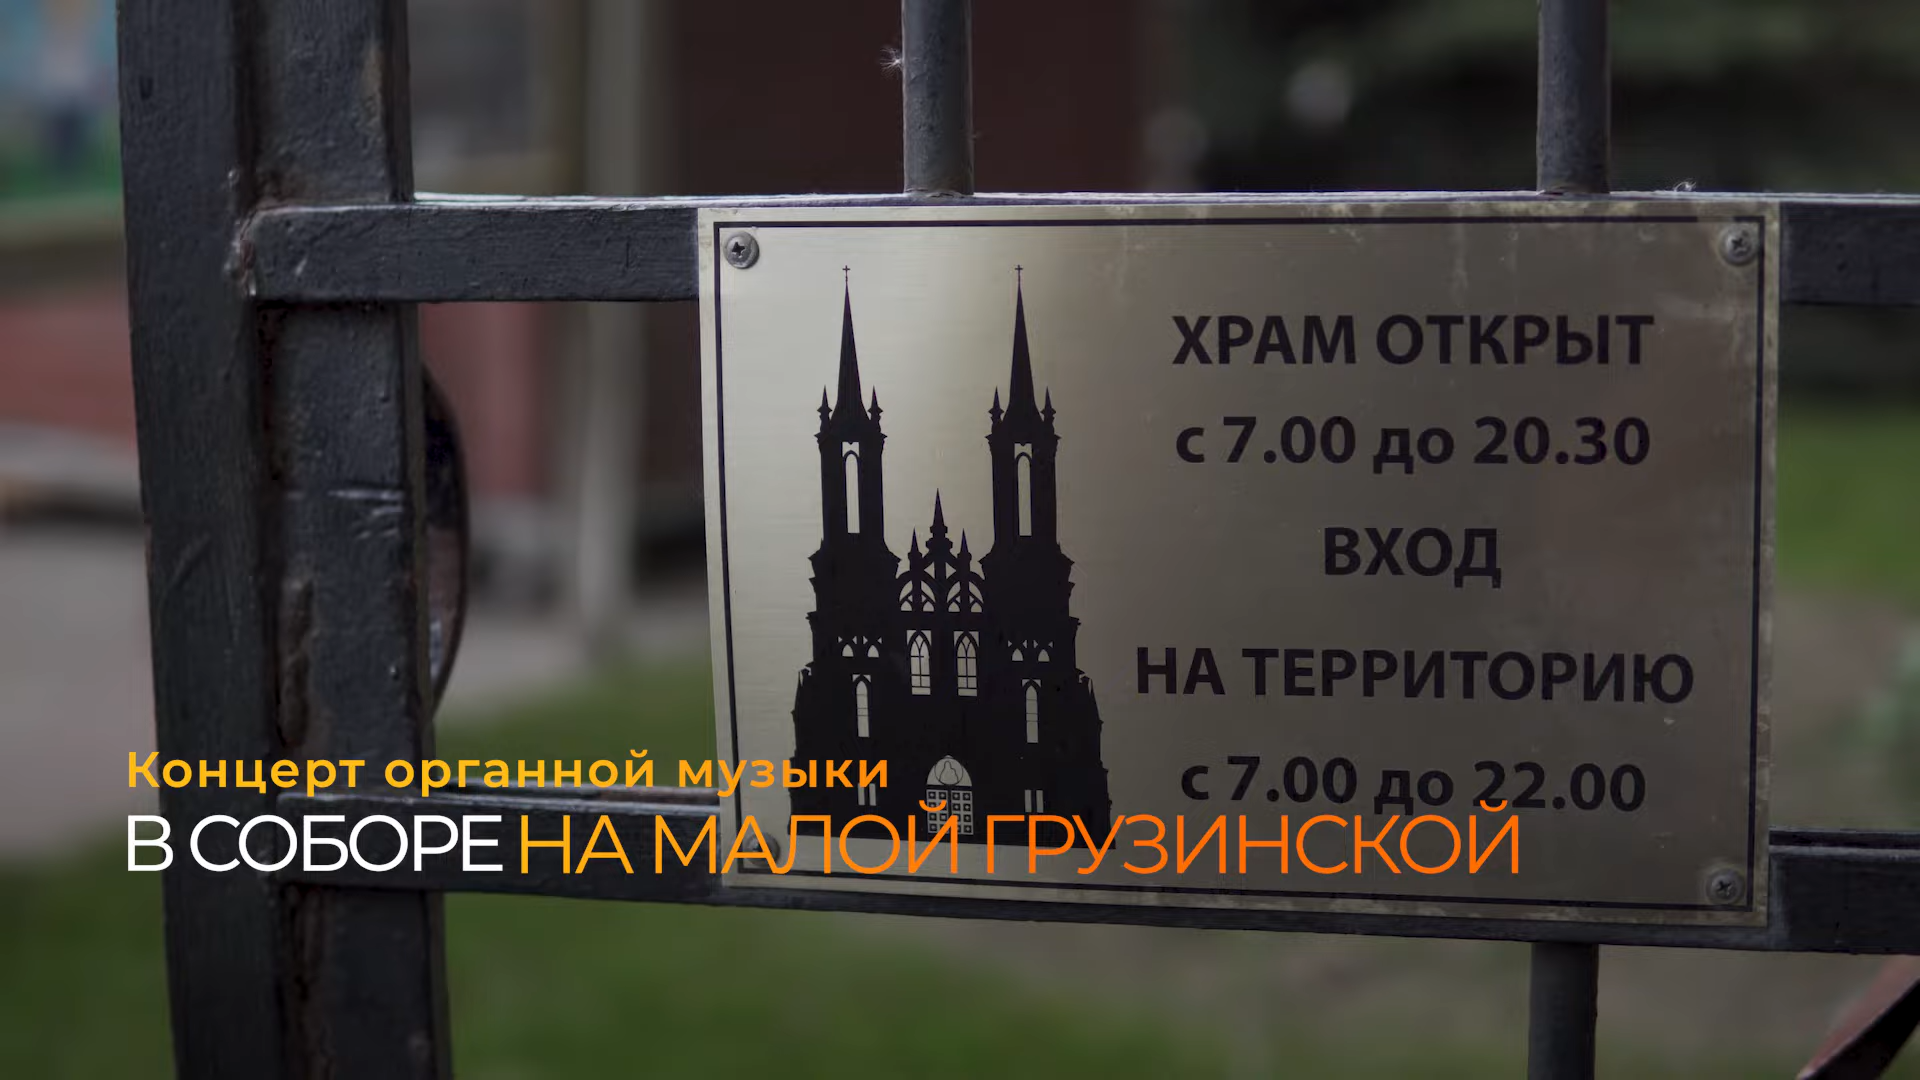 ХРАМ ОТКРЫТ
с 7.00 до 20.30
ВХОД
НА ТЕРРИТОРИЮ
с 7.00 до 22.00
Концерт органной музыки
В СОБОРЕ НА МАЛОЙ ГРУЗИНСКОЙ